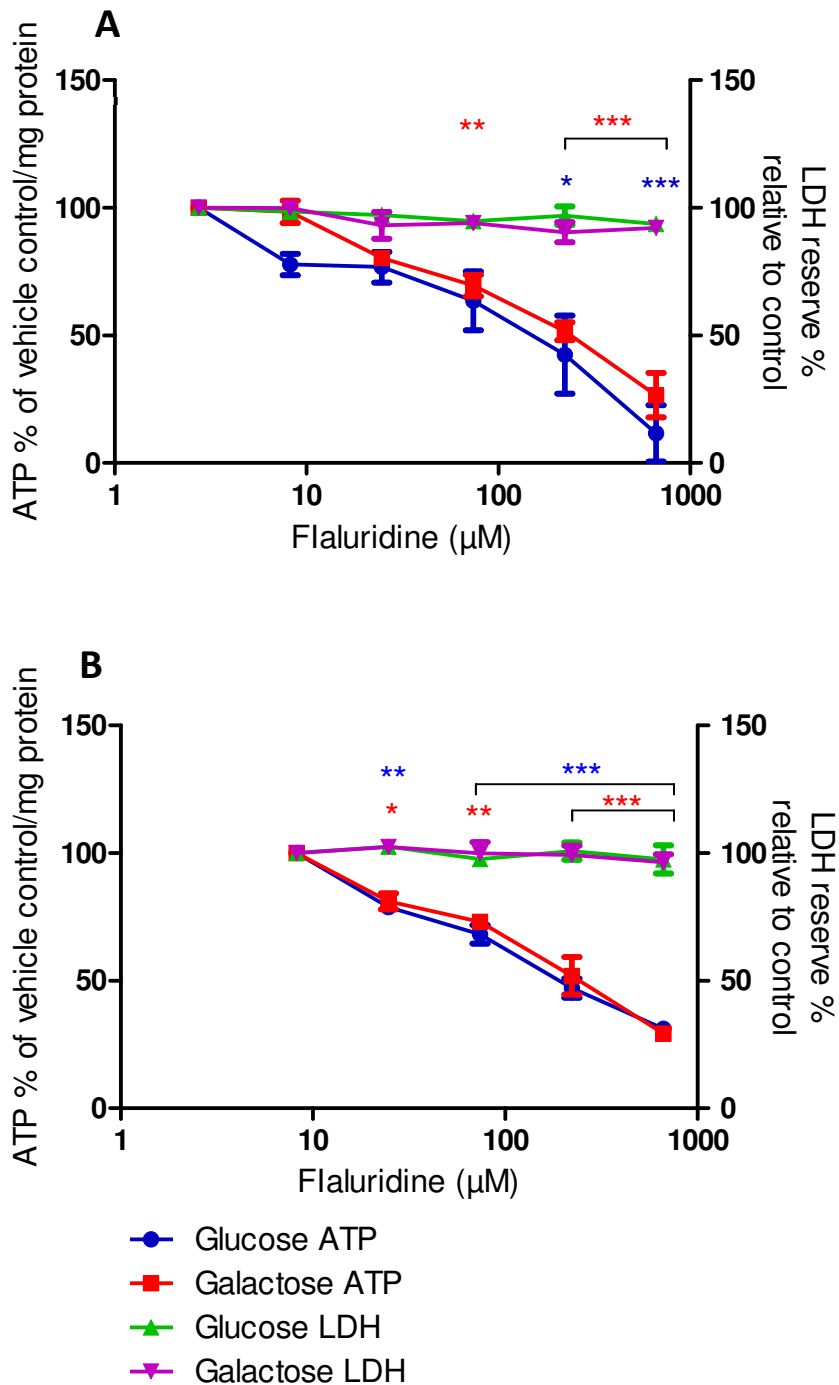 A
ATP % of vehicle control/mg protein
150
100
50
0
** *** * ***
150
100
50
0
LDH reserve %
relative to control
1 10 100 1000
Flaluridine (µM)
B
ATP % of vehicle control/mg protein
150
100
50
0
** ***
* ** ***
150
100
50
0
LDH reserve %
relative to control
1 10 100 1000
Flaluridine (µM)
Glucose ATP
Galactose ATP
Glucose LDH
Galactose LDH